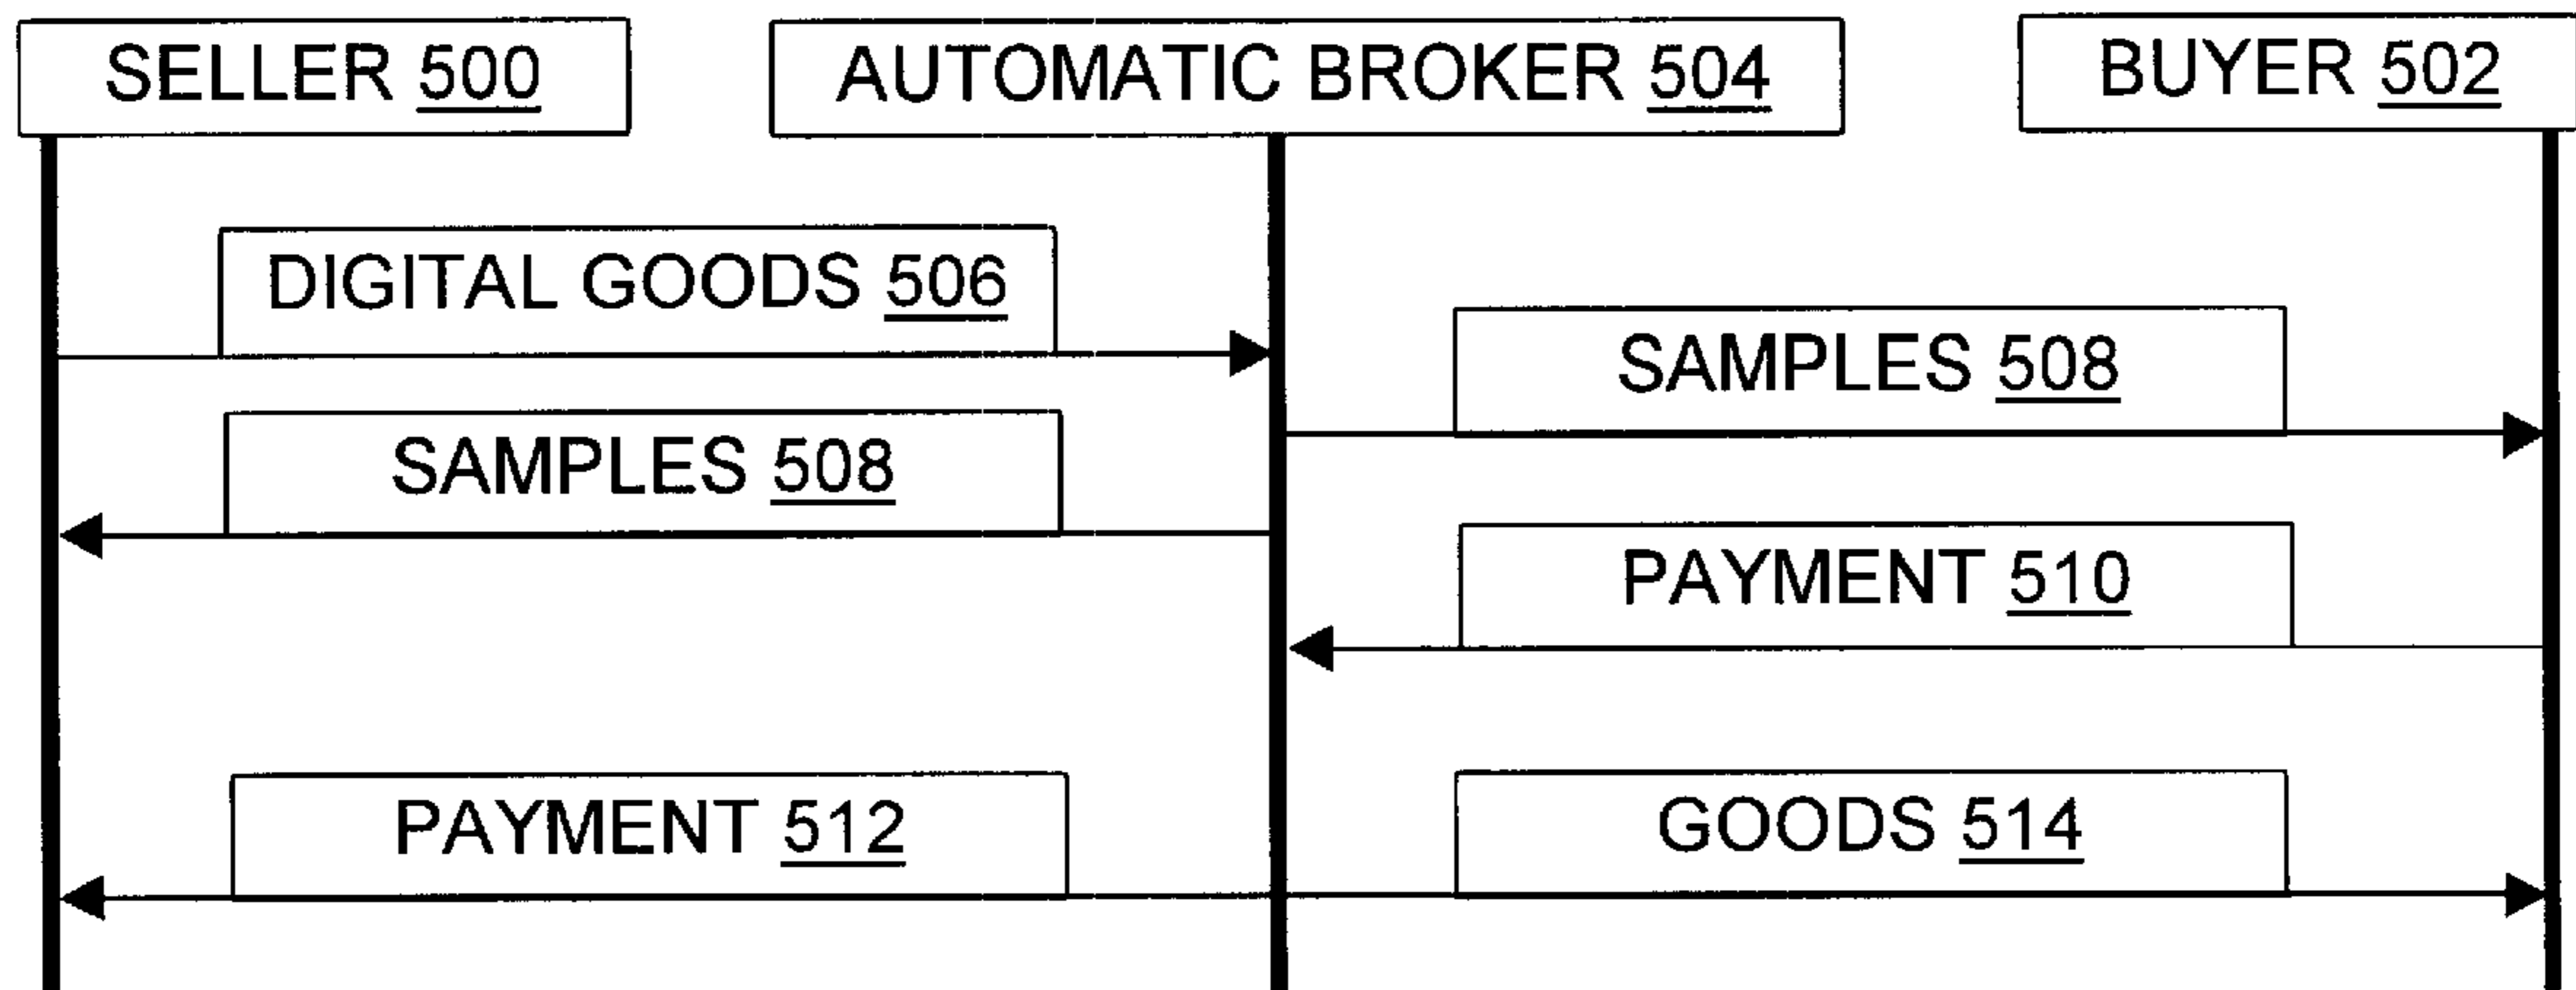 SELLER 500
AUTOMATIC BROKER 504
BUYER 502
DIGITAL GOODS 506
SAMPLES 508
SAMPLES 508
PAYMENT 510
PAYMENT 512
GOODS 514